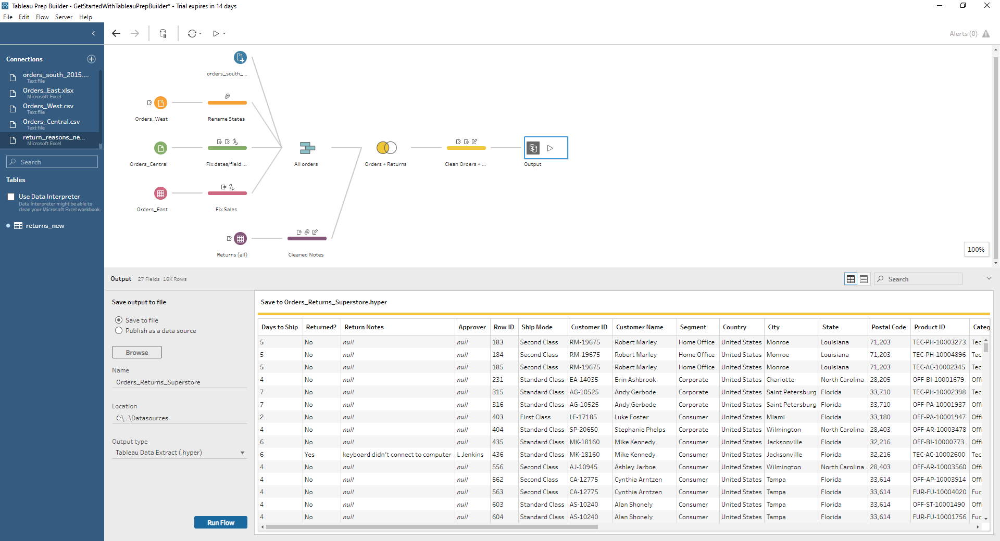 Tableau Prep Builder - GetStartedWithTableauPrepBuilder* - Trial expires in 14 days
File Edit Flow Server Help
Alerts (0)
Connections
orders_south_2015....
Text file
Orders_East.xlsx
Microsoft Excel
Orders_West.csv
Text file
Orders_Central.csv
Text file
return_reasons_ne...
Microsoft Excel
Search
Tables
Use Data Interpreter
Data Interpreter might be able to
clean your Microsoft Excel workbook.
returns_new
orders_south_...
Orders_West
Rename States
Orders_Central
Fix dates/field ...
All orders
Orders + Returns
Clean Orders + ...
Output
Orders_East
Fix Sales
Returns (all)
Cleaned Notes
100%
Output 27 Fields 16K Rows
Search
Save output to file
Save to file
Publish as a data source
Browse
Name
Orders_Returns_Superstore
Location
C:\...\Datasources
Output type
Tableau Data Extract (.hyper)
Run Flow
Save to Orders_Returns_Superstore.hyper
Days to Ship Returned? Return Notes Approver Row ID Ship Mode Customer ID Customer Name Segment Country City State Postal Code Product ID Categ
5 No null null 183 Second Class RM-19675 Robert Marley Home Office United States Monroe Louisiana 71,203 TEC-PH-10003273 Tec
5 No null null 184 Second Class RM-19675 Robert Marley Home Office United States Monroe Louisiana 71,203 TEC-PH-10004896 Tec
5 No null null 185 Second Class RM-19675 Robert Marley Home Office United States Monroe Louisiana 71,203 TEC-AC-10002345 Tec
4 No null null 231 Standard Class EA-14035 Erin Ashbrook Corporate United States Charlotte North Carolina 28,205 OFF-BI-10001679 Offi
7 No null null 315 Standard Class AG-10525 Andy Gerbode Corporate United States Saint Petersburg Florida 33,710 TEC-PH-10002398 Tec
7 No null null 316 Standard Class AG-10525 Andy Gerbode Corporate United States Saint Petersburg Florida 33,710 OFF-PA-10001937 Offi
2 No null null 403 First Class LF-17185 Luke Foster Consumer United States Miami Florida 33,180 OFF-PA-10001947 Offi
4 No null null 404 Standard Class SP-20650 Stephanie Phelps Corporate United States Wilmington North Carolina 28,403 OFF-AR-10003478 Offi
6 No null null 435 Standard Class MK-18160 Mike Kennedy Consumer United States Jacksonville Florida 32,216 OFF-BI-10000773 Offi
6 Yes keyboard didn't connect to computer L Jenkins 436 Standard Class MK-18160 Mike Kennedy Consumer United States Jacksonville Florida 32,216 TEC-AC-10002600 Tec
4 No null null 556 Second Class AJ-10945 Ashley Jarboe Consumer United States Wilmington North Carolina 28,403 OFF-AR-10003560 Offi
4 No null null 562 Second Class CA-12775 Cynthia Arntzen Consumer United States Tampa Florida 33,614 OFF-AP-10003914 Offi
4 No null null 563 Second Class CA-12775 Cynthia Arntzen Consumer United States Tampa Florida 33,614 FUR-FU-10004020 Fur
4 No null null 603 Standard Class AS-10240 Alan Shonely Consumer United States Tampa Florida 33,614 OFF-ST-10001490 Offi
4 No null null 604 Standard Class AS-10240 Alan Shonely Consumer United States Tampa Florida 33,614 FUR-FU-10001756 Fur